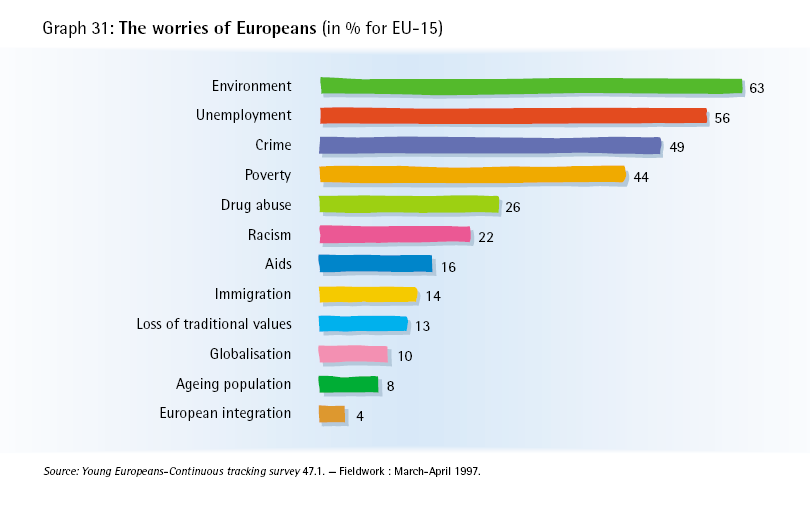 Graph 31: The worries of Europeans (in % for EU-15)
Environment 63
Unemployment 56
Crime 49
Poverty 44
Drug abuse 26
Racism 22
Aids 16
Immigration 14
Loss of traditional values 13
Globalisation 10
Ageing population 8
European integration 4
Source: Young Europeans-Continuous tracking survey 47.1. — Fieldwork : March-April 1997.